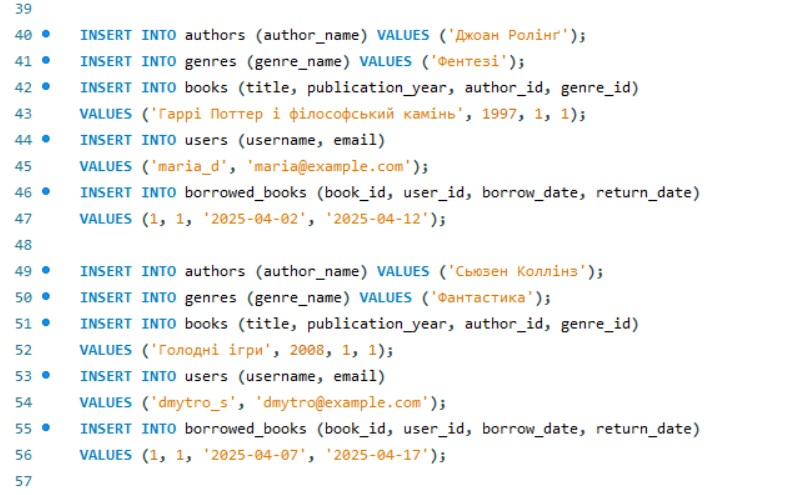 39
40 INSERT INTO authors (author_name) VALUES ('Джоан Ролінґ');
41 INSERT INTO genres (genre_name) VALUES ('Фентезі');
42 INSERT INTO books (title, publication_year, author_id, genre_id)
43 VALUES ('Гаррі Поттер і філософський камінь', 1997, 1, 1);
44 INSERT INTO users (username, email)
45 VALUES ('maria_d', 'maria@example.com');
46 INSERT INTO borrowed_books (book_id, user_id, borrow_date, return_date)
47 VALUES (1, 1, '2025-04-02', '2025-04-12');
48
49 INSERT INTO authors (author_name) VALUES ('Сьюзен Коллінз');
50 INSERT INTO genres (genre_name) VALUES ('Фантастика');
51 INSERT INTO books (title, publication_year, author_id, genre_id)
52 VALUES ('Голодні ігри', 2008, 1, 1);
53 INSERT INTO users (username, email)
54 VALUES ('dmytro_s', 'dmytro@example.com');
55 INSERT INTO borrowed_books (book_id, user_id, borrow_date, return_date)
56 VALUES (1, 1, '2025-04-07', '2025-04-17');
57